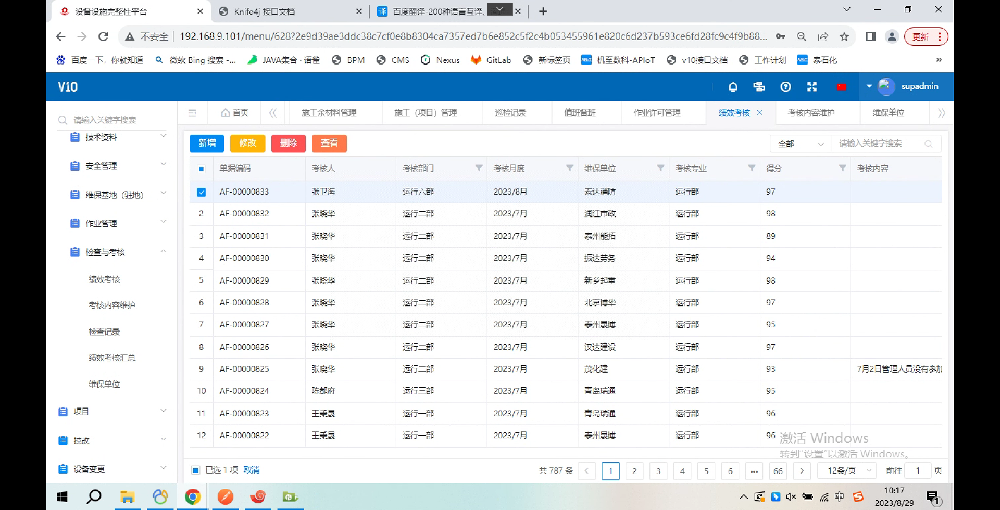 设备设施完整性平台
Knife4j 接口文档
百度翻译-200种语言互译、
不安全
192.168.9.101/menu/628?2e9d39ae3ddc38c7cf0e8b8304ca7357ed7b6e852c5f2c4b053455961e820c6d237b593ce6fd28fc9c4f9b88...
更新
百度一下，你就知道
微软 Bing 搜索 -...
JAVA集合 · 语雀
BPM
CMS
Nexus
GitLab
新标签页
机至数科-APIoT
v10接口文档
工作计划
泰石化
V10
supadmin
请输入关键字搜索
首页
施工余材料管理
施工（项目）管理
巡检记录
值班备班
作业许可管理
绩效考核
考核内容维护
维保单位
技术资料
安全管理
维保基地（驻地）
作业管理
检查与考核
绩效考核
考核内容维护
检查记录
绩效考核汇总
维保单位
项目
技改
设备变更
新增 修改 删除 查看
全部 请输入关键字搜索
单据编码 考核人 考核部门 考核月度 维保单位 考核专业 得分 考核内容
AF-00000833 张卫海 运行六部 2023/8月 泰达消防 运行部 97
2 AF-00000832 张晓华 运行二部 2023/7月 润江市政 运行部 98
3 AF-00000831 张晓华 运行二部 2023/7月 泰州能拓 运行部 89
4 AF-00000830 张晓华 运行二部 2023/7月 振达劳务 运行部 94
5 AF-00000829 张晓华 运行二部 2023/7月 新乡起重 运行部 98
6 AF-00000828 张晓华 运行二部 2023/7月 北京博华 运行部 97
7 AF-00000827 张晓华 运行二部 2023/7月 泰州晟博 运行部 95
8 AF-00000826 张晓华 运行二部 2023/7月 汉达建设 运行部 97
9 AF-00000825 张晓华 运行二部 2023/7月 茂化建 运行部 93 7月2日管理人员没有参加
10 AF-00000824 陈都府 运行三部 2023/7月 青岛瑞通 运行部 95
11 AF-00000823 王秉晸 运行一部 2023/7月 青岛瑞通 运行部 96
12 AF-00000822 王秉晸 运行一部 2023/7月 泰州晟博 运行部 96
激活 Windows
转到“设置”以激活 Windows。
已选 1 项 取消
共 787 条 1 2 3 4 5 6 ... 66 12条/页 前往 1 页
中
10:17
2023/8/29
1